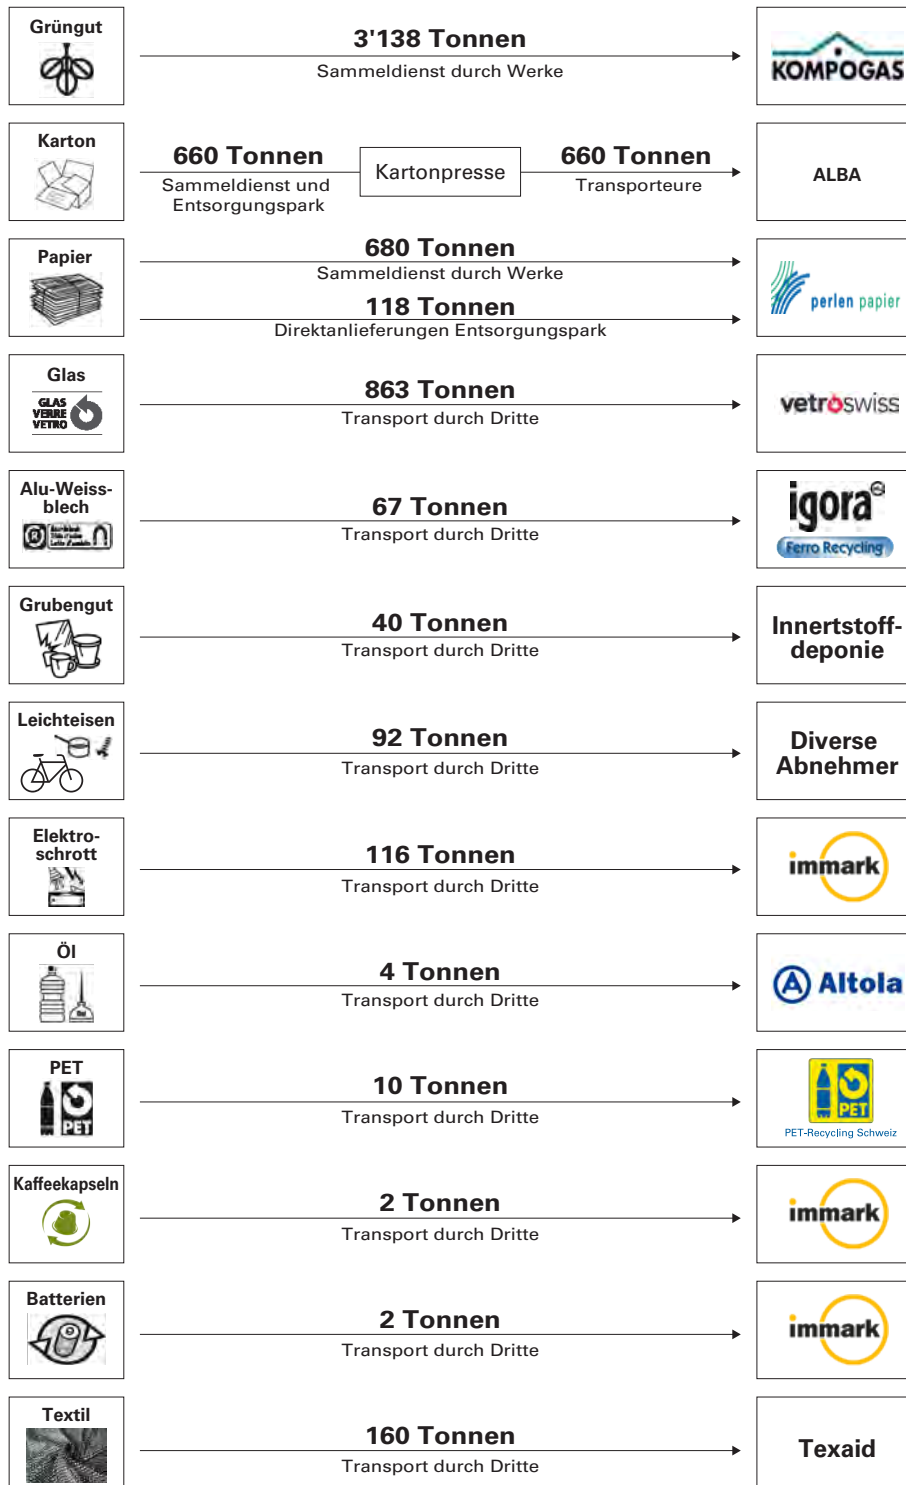 Grüngut
3'138 Tonnen
Sammeldienst durch Werke
KOMPOGAS
Karton
660 Tonnen
Sammeldienst und
Entsorgungspark
Kartonpresse
660 Tonnen
Transporteure
ALBA
Papier
680 Tonnen
Sammeldienst durch Werke
118 Tonnen
Direktanlieferungen Entsorgungspark
perlen papier
Glas
GLAS
VERRE
VETRO
863 Tonnen
Transport durch Dritte
vetroswiss
Alu-Weiss-
blech
67 Tonnen
Transport durch Dritte
igora
Ferro Recycling
Grubengut
40 Tonnen
Transport durch Dritte
Innertstoff-
deponie
Leichteisen
92 Tonnen
Transport durch Dritte
Diverse
Abnehmer
Elektro-
schrott
116 Tonnen
Transport durch Dritte
immark
Öl
4 Tonnen
Transport durch Dritte
Altola
PET
PET
10 Tonnen
Transport durch Dritte
PET
PET-Recycling Schweiz
Kaffeekapseln
2 Tonnen
Transport durch Dritte
immark
Batterien
2 Tonnen
Transport durch Dritte
immark
Textil
160 Tonnen
Transport durch Dritte
Texaid